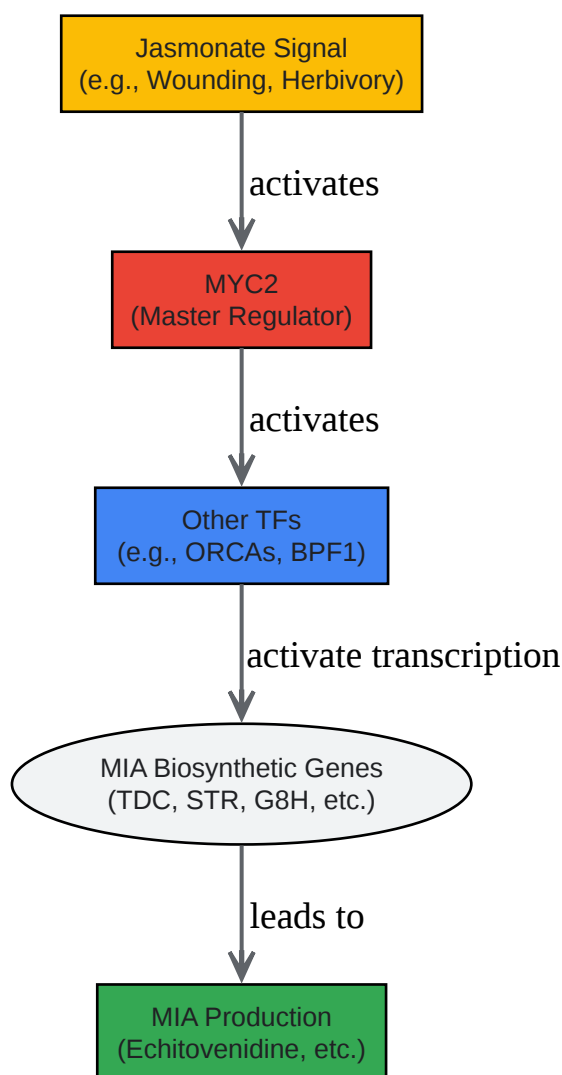 Jasmonate Signal
(e.g., Wounding, Herbivory)
activates
MYC2
(Master Regulator)
activates
Other TFs
(e.g., ORCAs, BPF1)
activate transcription
MIA Biosynthetic Genes
(TDC, STR, G8H, etc.)
leads to
MIA Production
(Echitovenidine, etc.)